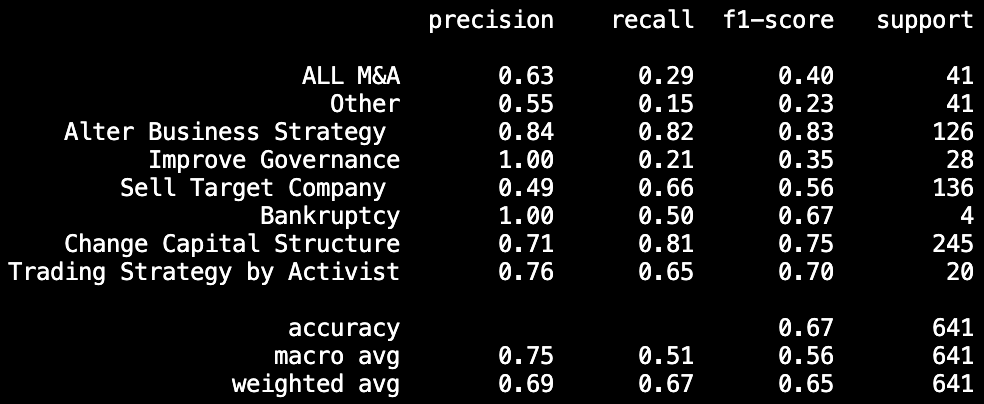 precision recall f1-score support
ALL M&A 0.63 0.29 0.40 41
Other 0.55 0.15 0.23 41
Alter Business Strategy 0.84 0.82 0.83 126
Improve Governance 1.00 0.21 0.35 28
Sell Target Company 0.49 0.66 0.56 136
Bankruptcy 1.00 0.50 0.67 4
Change Capital Structure 0.71 0.81 0.75 245
Trading Strategy by Activist 0.76 0.65 0.70 20
accuracy 0.67 641
macro avg 0.75 0.51 0.56 641
weighted avg 0.69 0.67 0.65 641